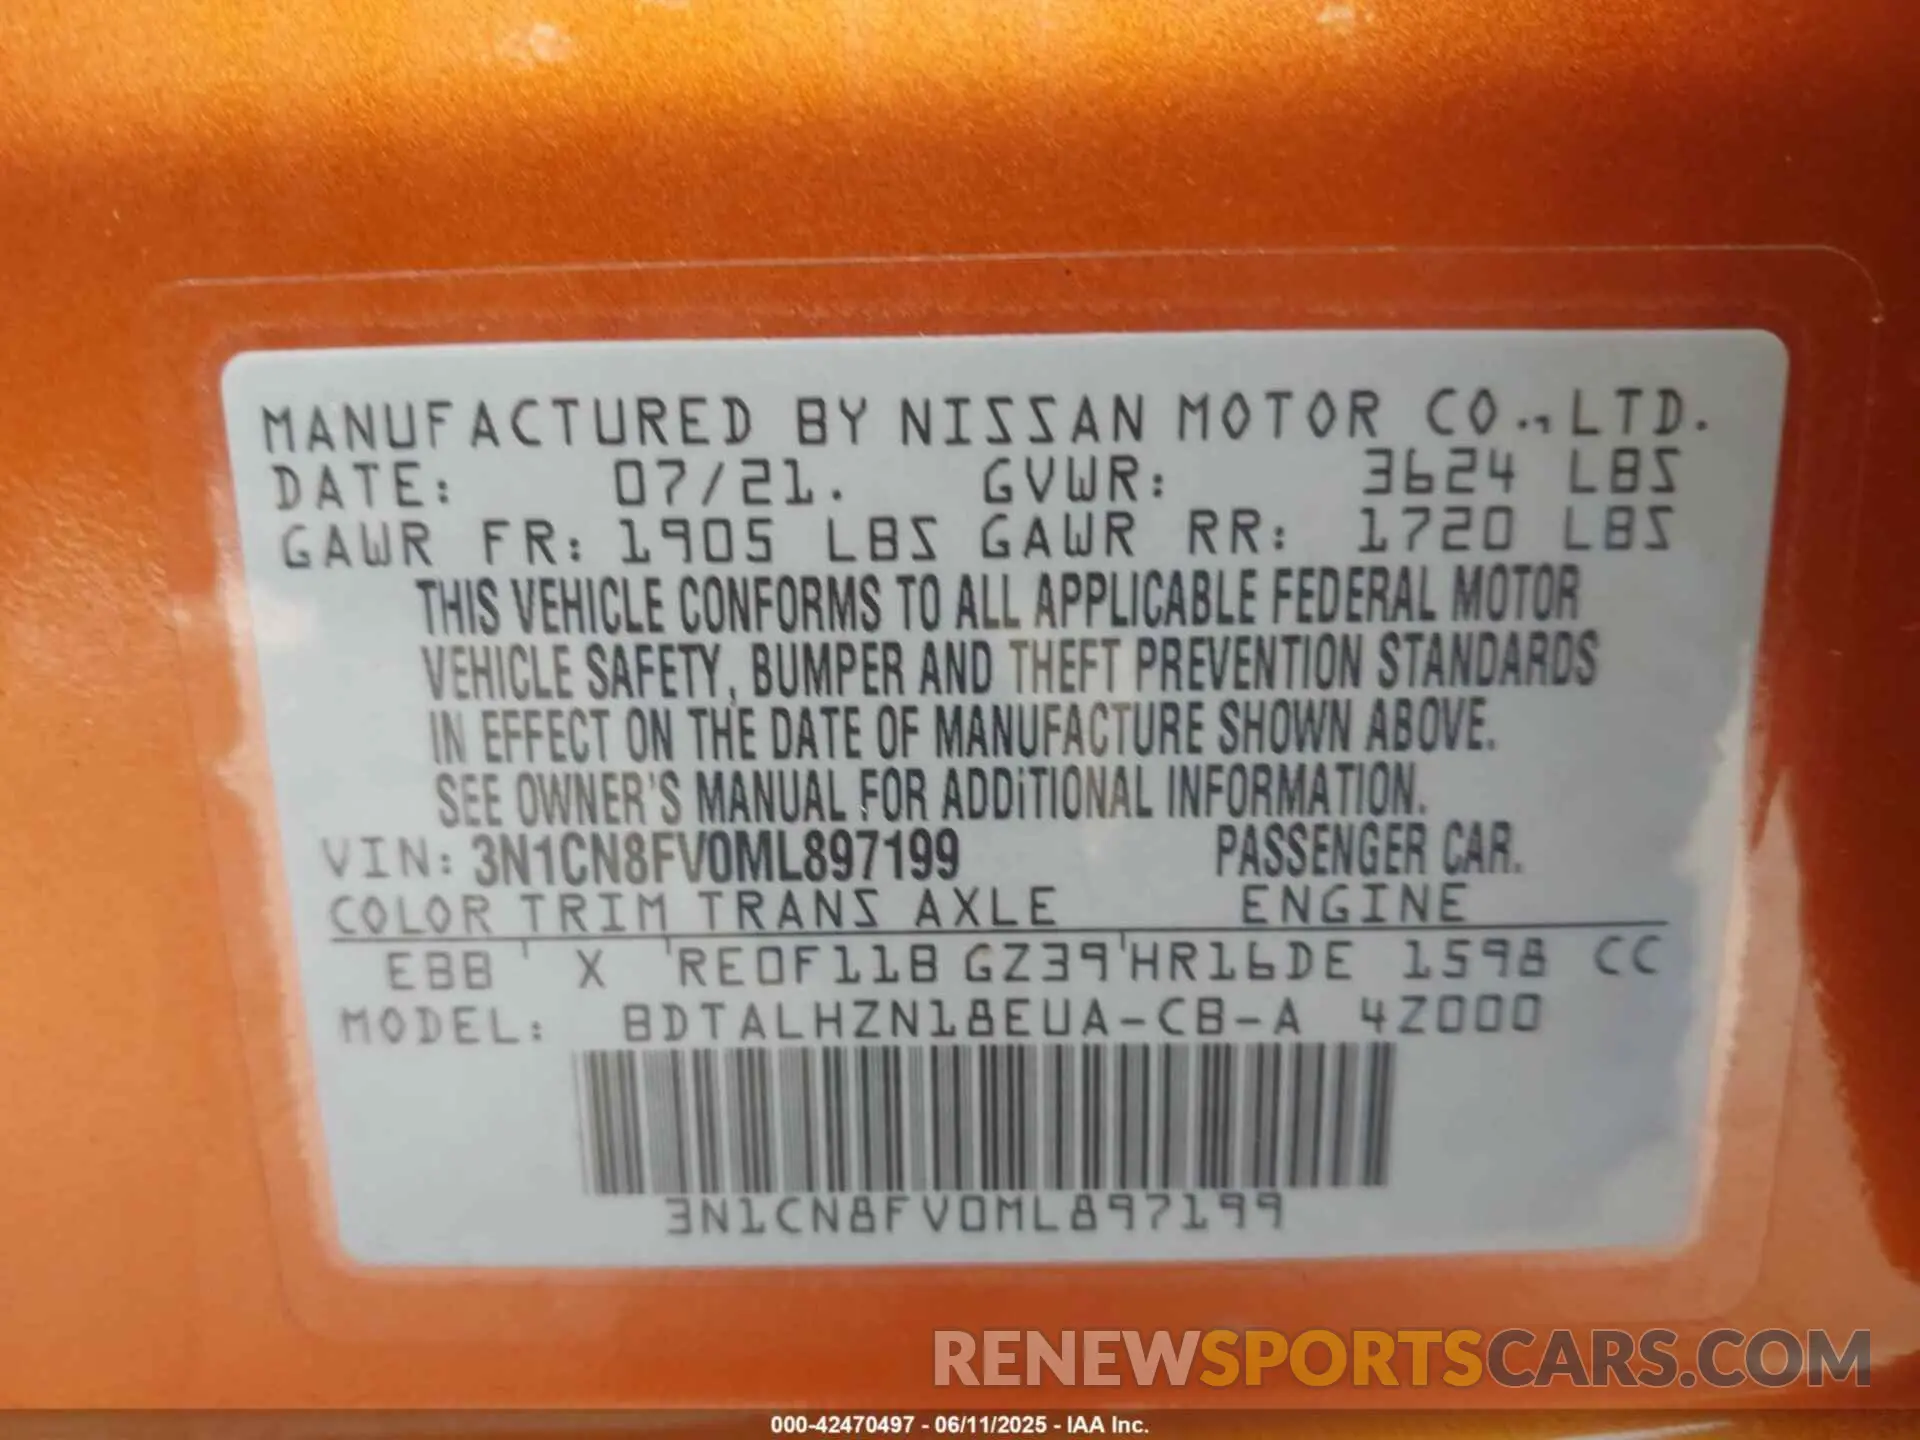 MANUFACTURED BY NISSAN MOTOR CO., LTD.
DATE: 07/21. GVWR: 3624 LBS
GAWR FR: 1905 LBS GAWR RR: 1720 LBS
THIS VEHICLE CONFORMS TO ALL APPLICABLE FEDERAL MOTOR
VEHICLE SAFETY, BUMPER AND THEFT PREVENTION STANDARDS
IN EFFECT ON THE DATE OF MANUFACTURE SHOWN ABOVE.
SEE OWNER'S MANUAL FOR ADDiTIONAL INFORMATION.
VIN: 3N1CN8FV0ML897199 PASSENGER CAR.
COLOR TRIM TRANS AXLE ENGINE
EBB X RE0F11B GZ39 HR16DE 1598 CC
MODEL: BDTALHZN18EUA-CB-A 4Z000
3N1CN8FV0ML897199
RENEWSPORTSCARS.COM
000-42470497 - 06/11/2025 - IAA Inc.